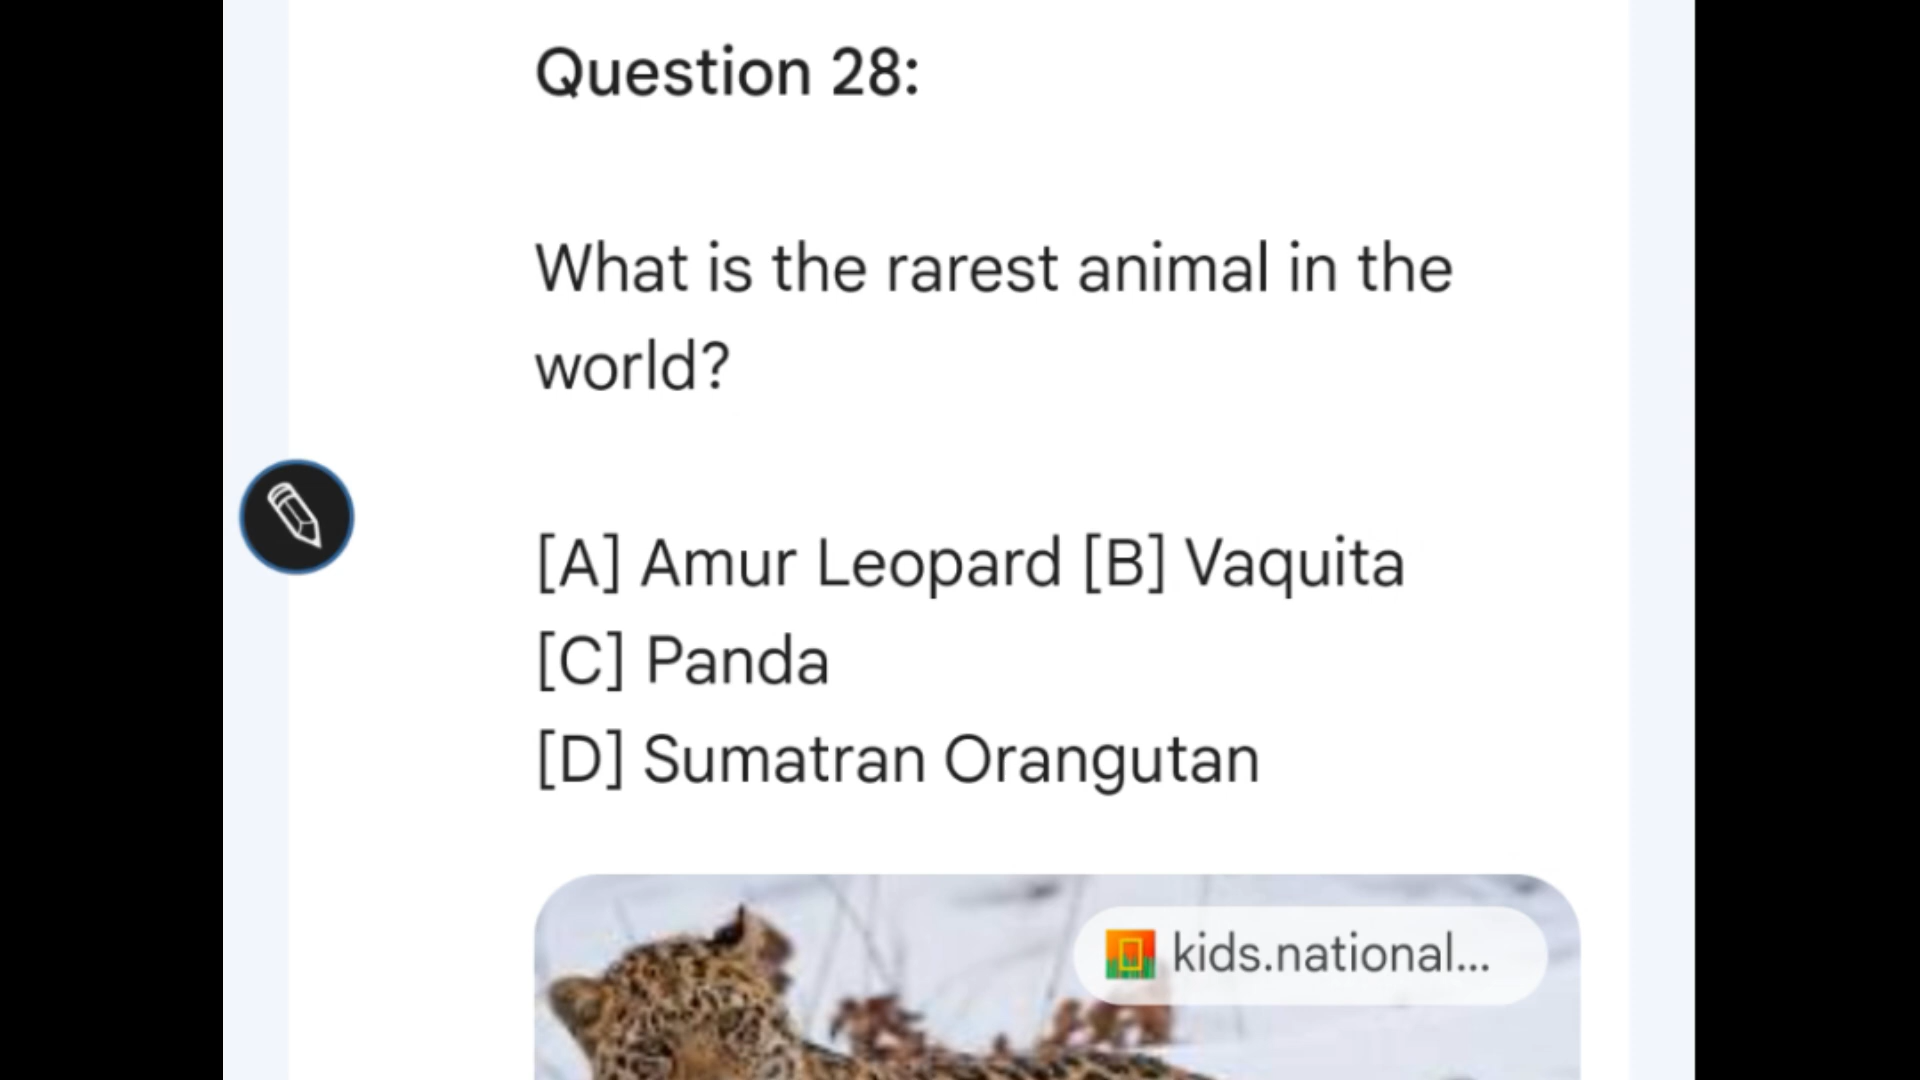 Question 28:
What is the rarest animal in the
world?
[A] Amur Leopard [B] Vaquita
[C] Panda
[D] Sumatran Orangutan
kids.national...